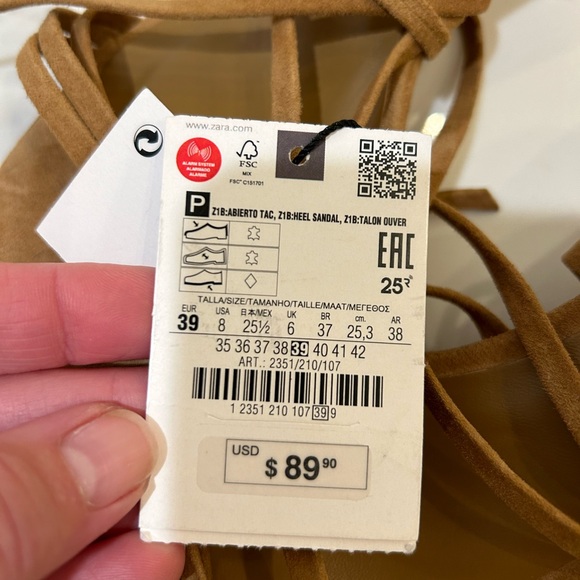 www.zara.com
ALARM SYSTEM
ALARMADO
ALARME
FSC
MIX
FSC® C151701
P Z1B:ABIERTO TAC, Z1B:HEEL SANDAL, Z1B:TALON OUVER
EAC
TALLA/SIZE/TAMANHO/TAILLE/MAAT/ΜΕΓΕΘΟΣ
EUR USA 日本/MEX UK BR cm. AR
39 8 25½ 6 37 25,3 38
35 36 37 38 39 40 41 42
ART.: 2351/210/107
1 2351 210 107 39 9
USD
$ 89 90